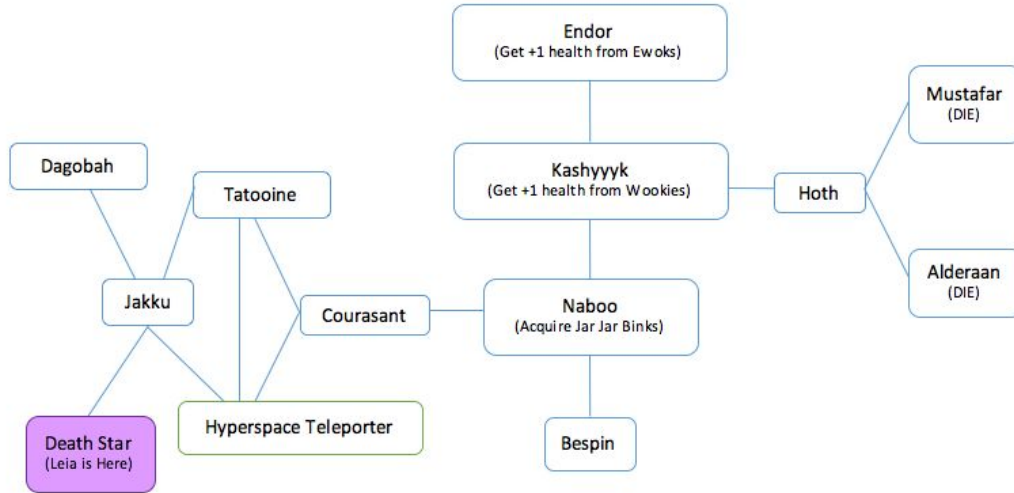 Endor
(Get +1 health from Ewoks)
Mustafar
(DIE)
Dagobah
Kashyyyk
(Get +1 health from Wookies)
Tatooine
Hoth
Alderaan
(DIE)
Jakku
Courasant
Naboo
(Acquire Jar Jar Binks)
Hyperspace Teleporter
Death Star
(Leia is Here)
Bespin